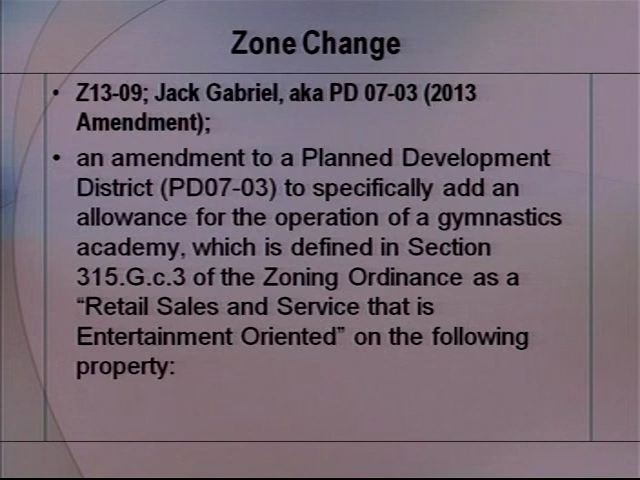 Zone Change
• Z13-09; Jack Gabriel, aka PD 07-03 (2013
Amendment);
• an amendment to a Planned Development
District (PD07-03) to specifically add an
allowance for the operation of a gymnastics
academy, which is defined in Section
315.G.c.3 of the Zoning Ordinance as a
“Retail Sales and Service that is
Entertainment Oriented” on the following
property: